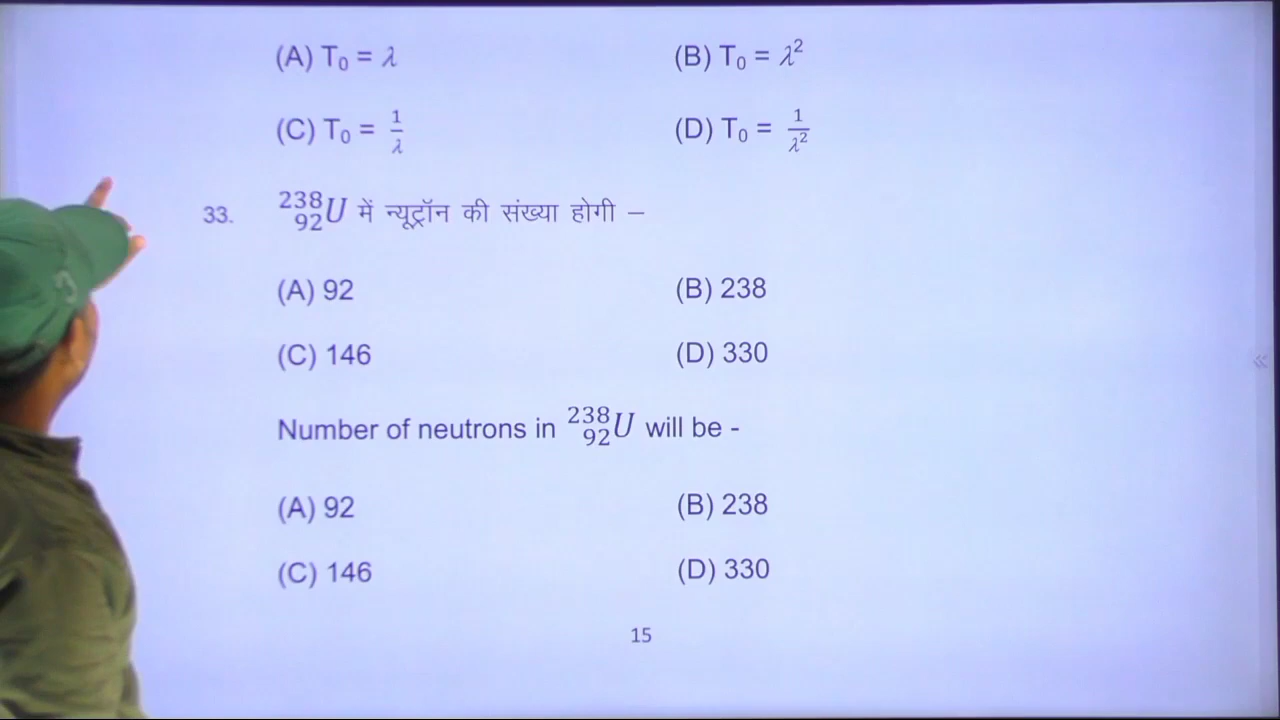 (A) T₀ = λ (B) T₀ = λ²
(C) T₀ = 1/λ (D) T₀ = 1/λ²
33. ²³⁸₉₂U में न्यूट्रॉन की संख्या होगी –
(A) 92 (B) 238
(C) 146 (D) 330
Number of neutrons in ²³⁸₉₂U will be -
(A) 92 (B) 238
(C) 146 (D) 330
15